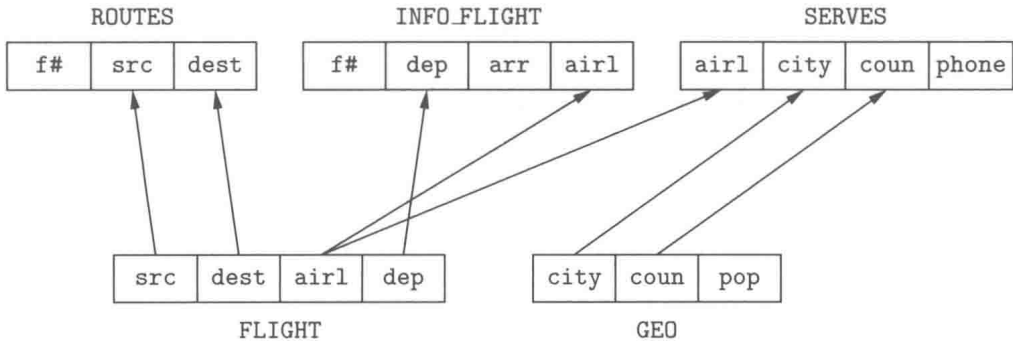 ROUTES INFO_FLIGHT SERVES
f# src dest f# dep arr airl airl city coun phone
src dest airl dep city coun pop
FLIGHT GEO